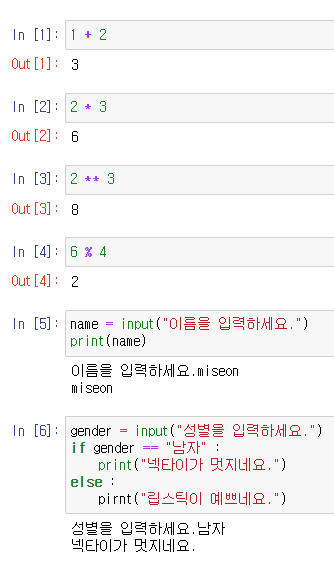 In [1]: 1 + 2
Out[1]: 3
In [2]: 2 * 3
Out[2]: 6
In [3]: 2 ** 3
Out[3]: 8
In [4]: 6 % 4
Out[4]: 2
In [5]: name = input("이름을 입력하세요.")
print(name)
이름을 입력하세요.miseon
miseon
In [6]: gender = input("성별을 입력하세요.")
if gender == "남자" :
    print("넥타이가 멋지네요.")
else :
    pirnt("립스틱이 예쁘네요.")
성별을 입력하세요.남자
넥타이가 멋지네요.